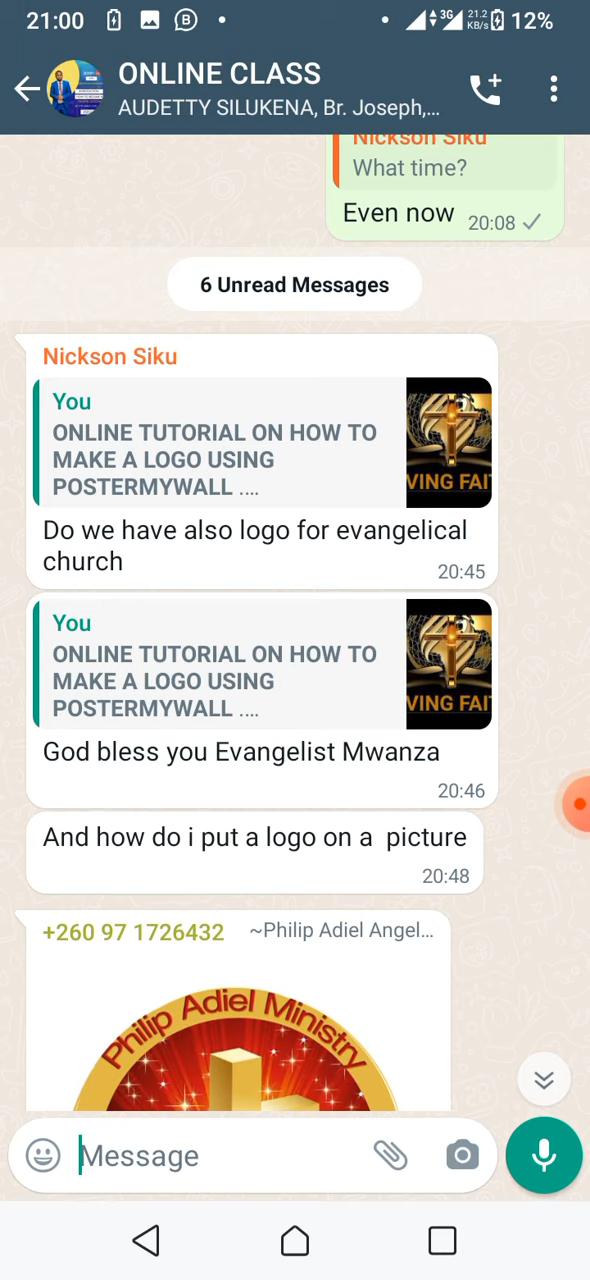 21:00
3G
21.2
KB/s
12%
ONLINE CLASS
AUDETTY SILUKENA, Br. Joseph,...
Nickson Siku
What time?
Even now 20:08
6 Unread Messages
Nickson Siku
You
ONLINE TUTORIAL ON HOW TO
MAKE A LOGO USING
POSTERMYWALL ....
VING FAI
Do we have also logo for evangelical
church
20:45
You
ONLINE TUTORIAL ON HOW TO
MAKE A LOGO USING
POSTERMYWALL ....
VING FAI
God bless you Evangelist Mwanza
20:46
And how do i put a logo on a picture
20:48
+260 97 1726432 ~Philip Adiel Angel...
Philip Adiel Ministry
Message